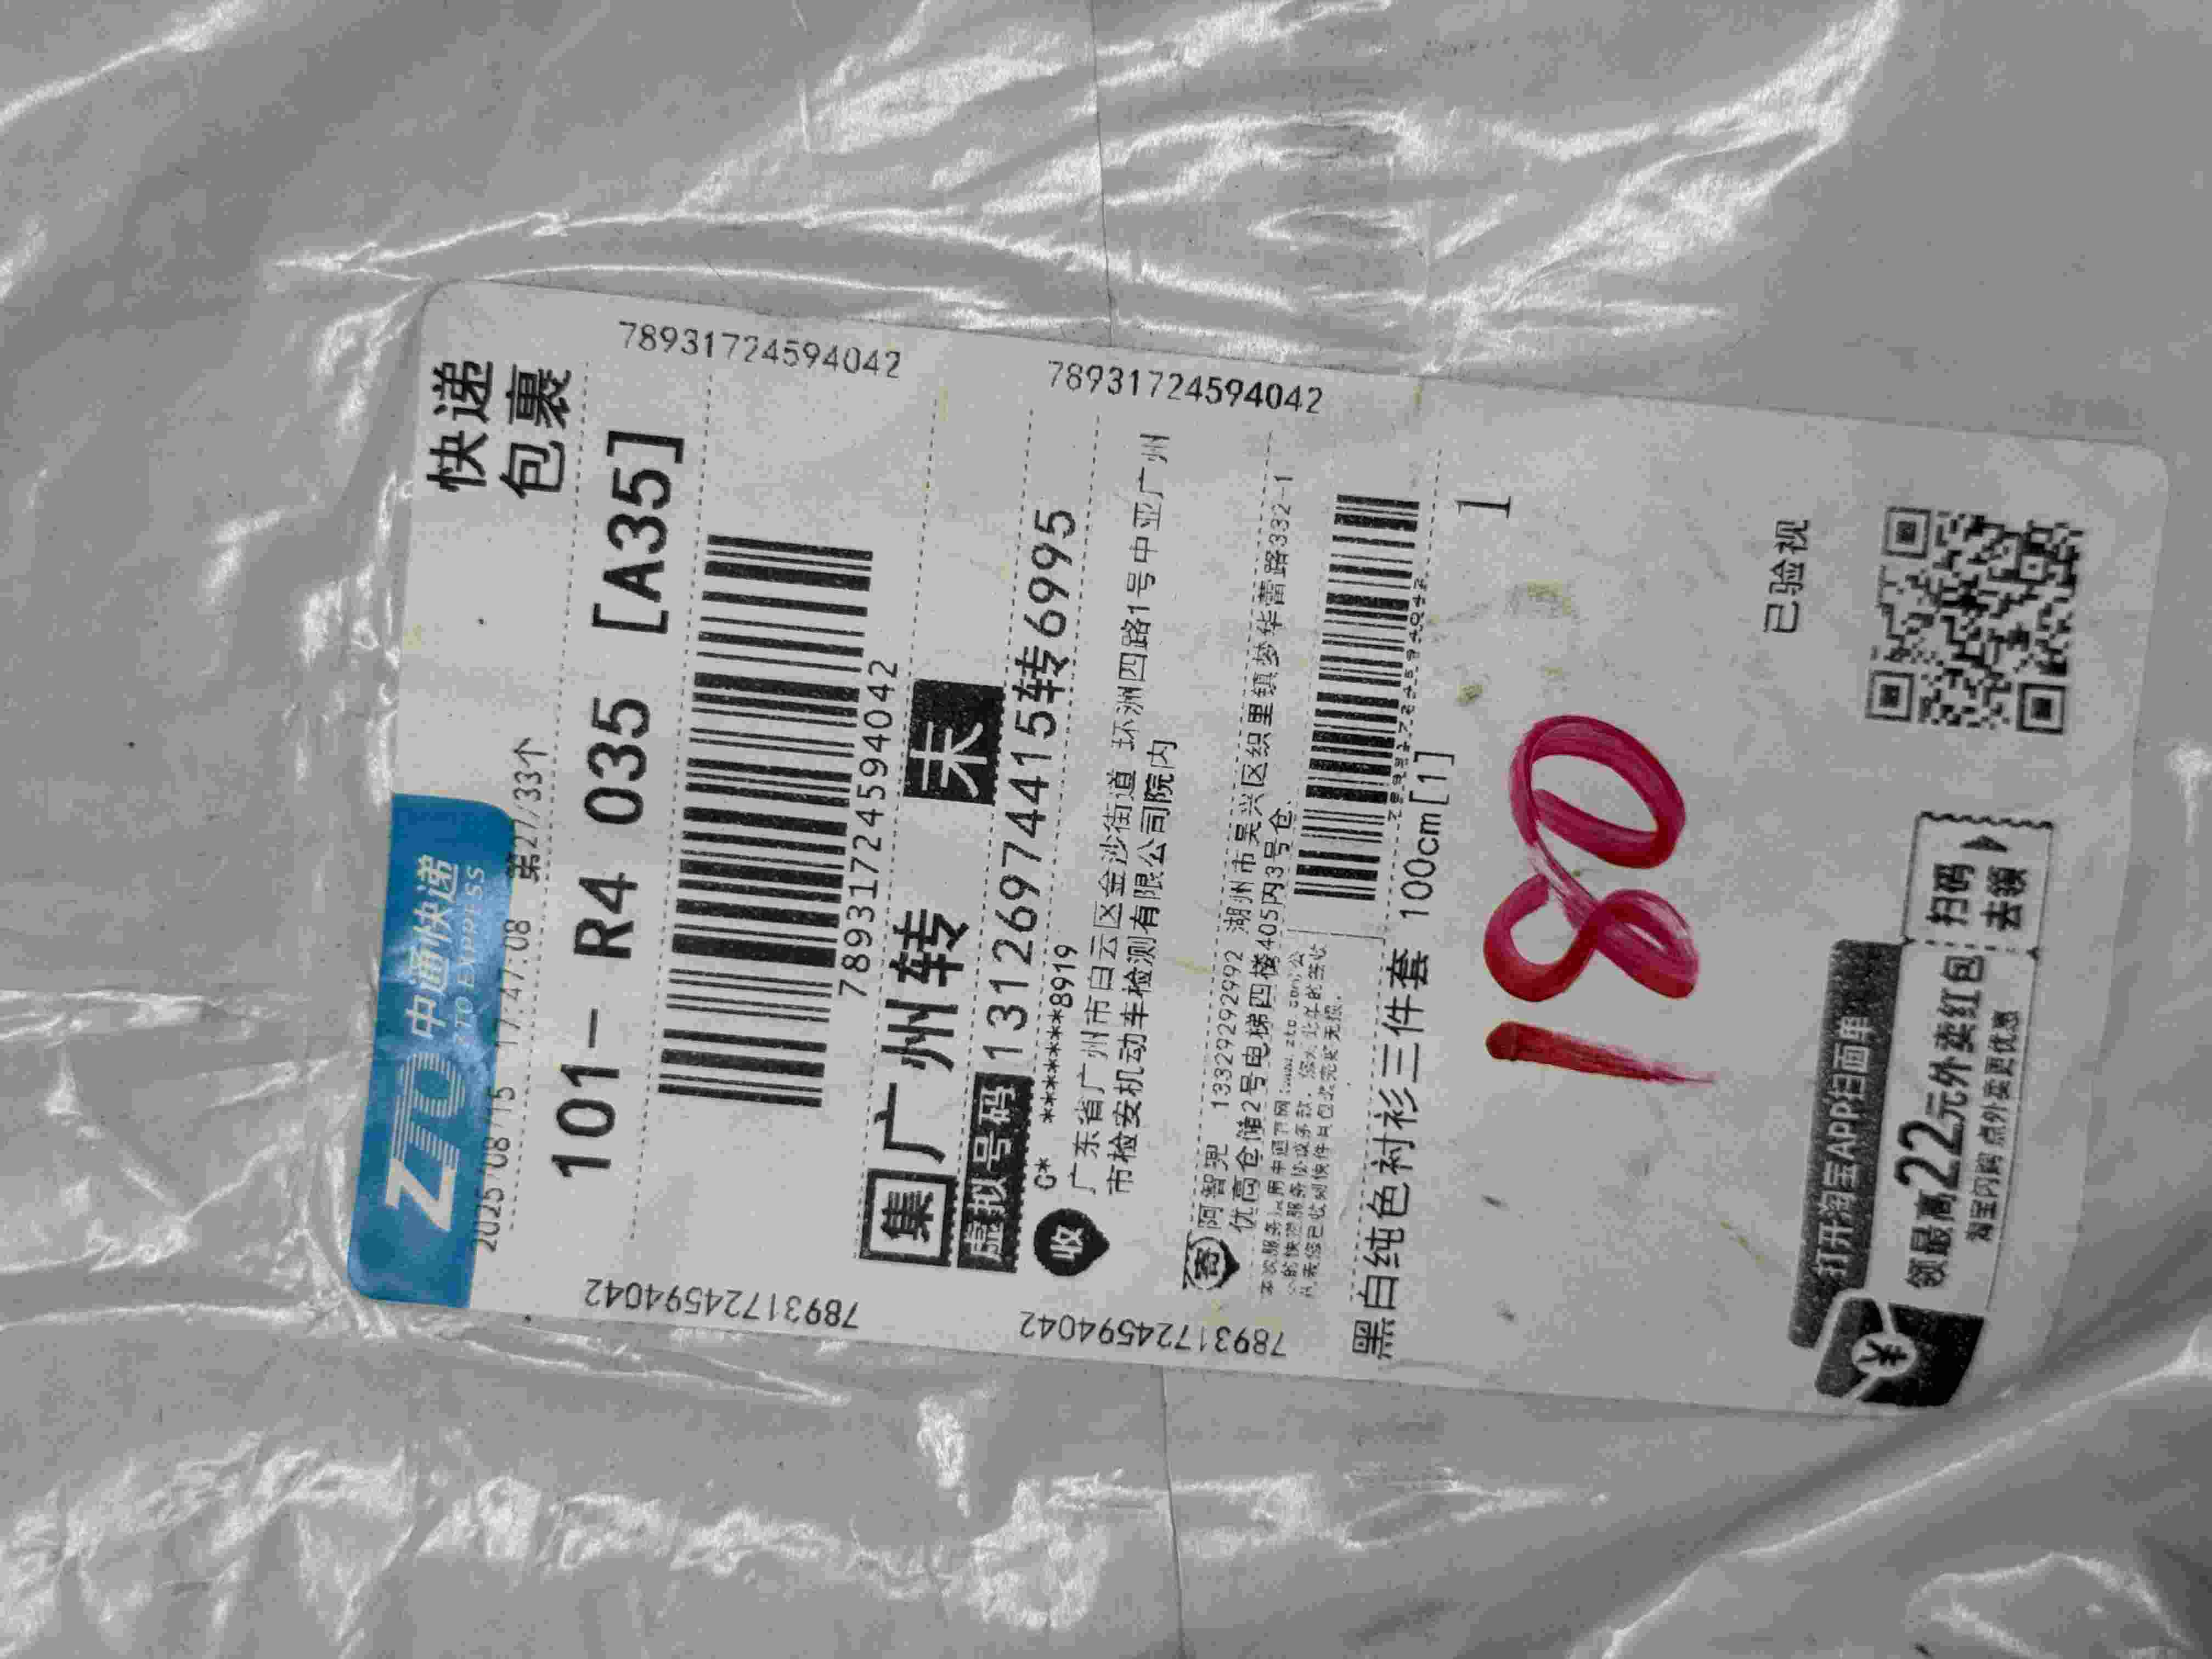 快递
包裹
ZTO 中通快递
ZTO EXPRESS
2025/08/15 17:47:08 第27/33个
101- R4 035 [A35]
78931724594042
78931724594042
78931724594042
集 广州转
虚拟号码 13126974415转6995
78931724594042
78931724594042
收 G* *******8919
广东省广州市白云区金沙街道 环洲四路1号中亚广州
市检安机动车检测有限公司院内
寄 阿智兜 13329292992 湖州市吴兴区织里镇梦华蕾路332-1
优高仓储2号电梯四楼405内3号仓.
78931724594042
黑白纯色衬衫三件套 100cm[1]
1
180
已验视
打开淘宝APP扫面单
领最高22元外卖红包
淘宝闪购 点外卖更优惠
扫码
去领